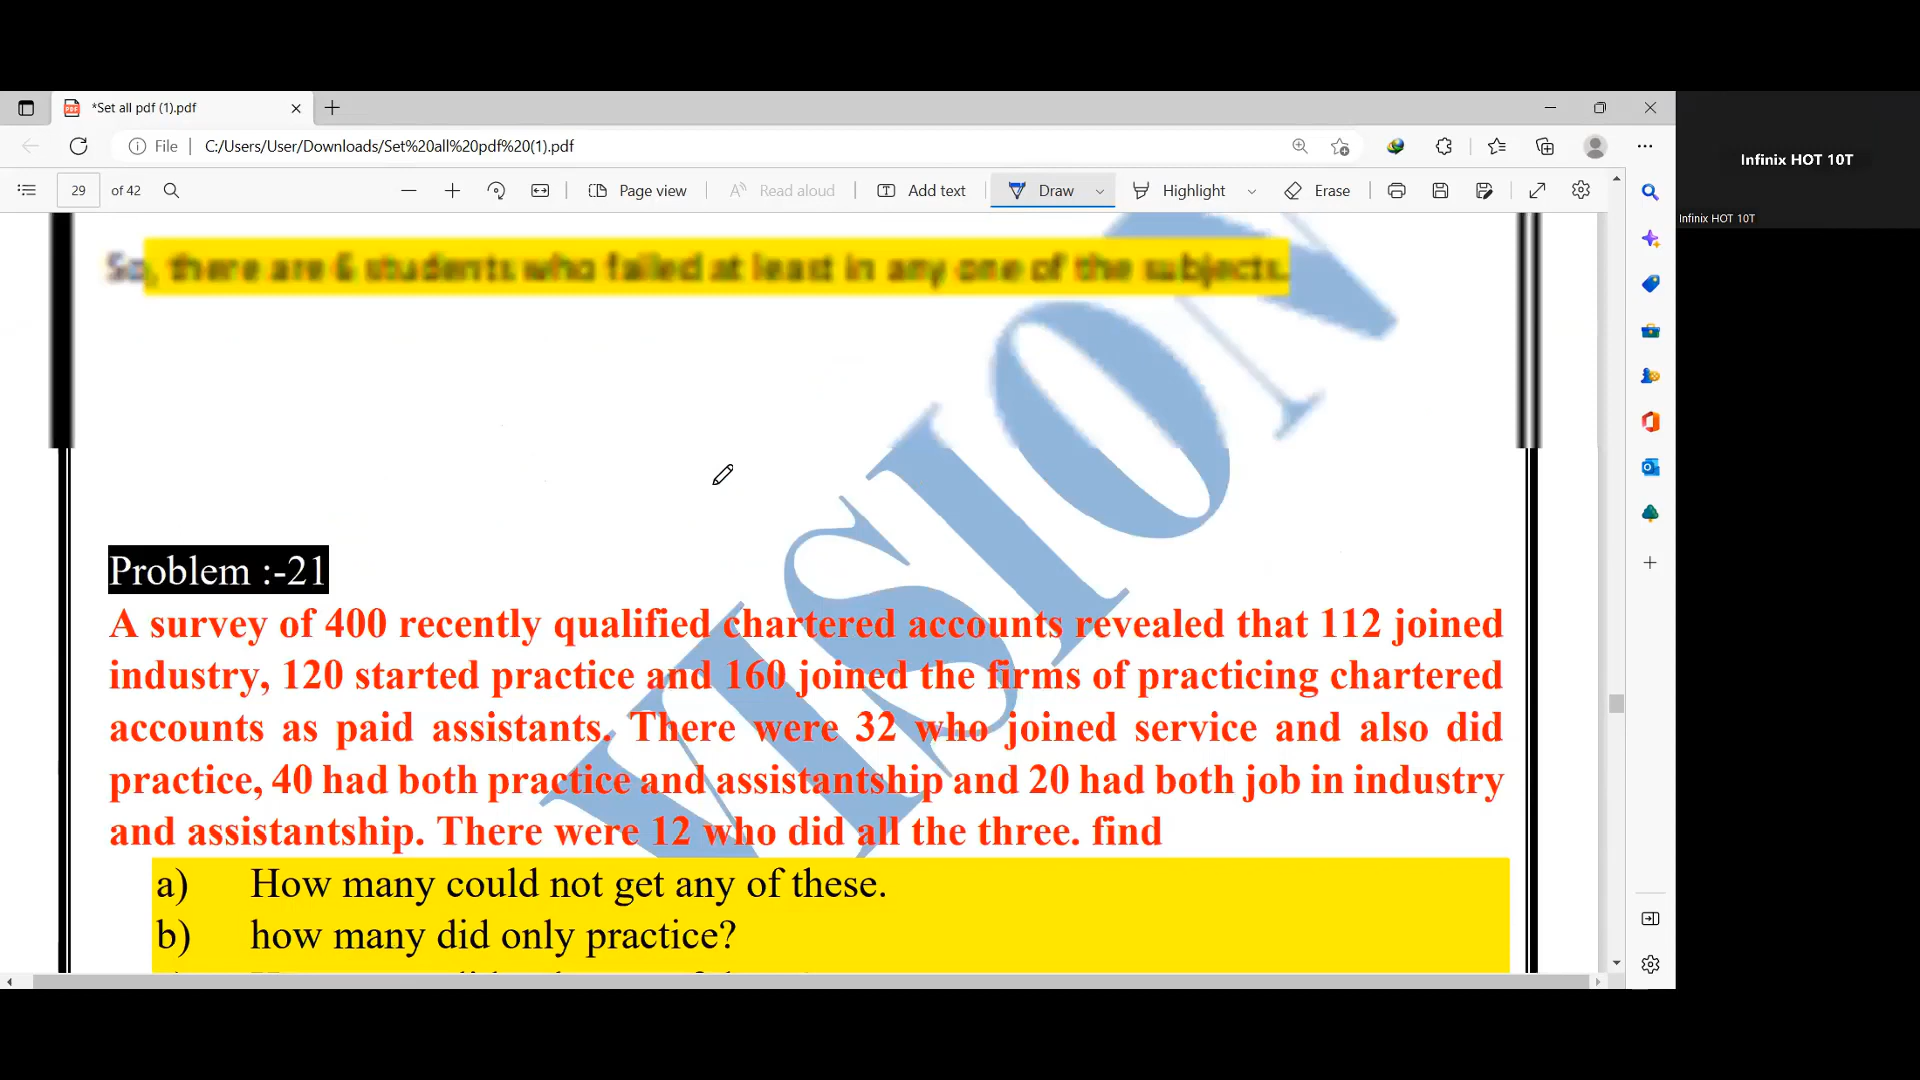 *Set all pdf (1).pdf
File
C:/Users/User/Downloads/Set%20all%20pdf%20(1).pdf
29 of 42
Page view
Read aloud
Add text
Draw
Highlight
Erase
Infinix HOT 10T
Infinix HOT 10T
So, there are 6 students who failed at least in any one of the subjects.
VISION
Problem :-21
A survey of 400 recently qualified chartered accounts revealed that 112 joined
industry, 120 started practice and 160 joined the firms of practicing chartered
accounts as paid assistants. There were 32 who joined service and also did
practice, 40 had both practice and assistantship and 20 had both job in industry
and assistantship. There were 12 who did all the three. find
a) How many could not get any of these.
b) how many did only practice?